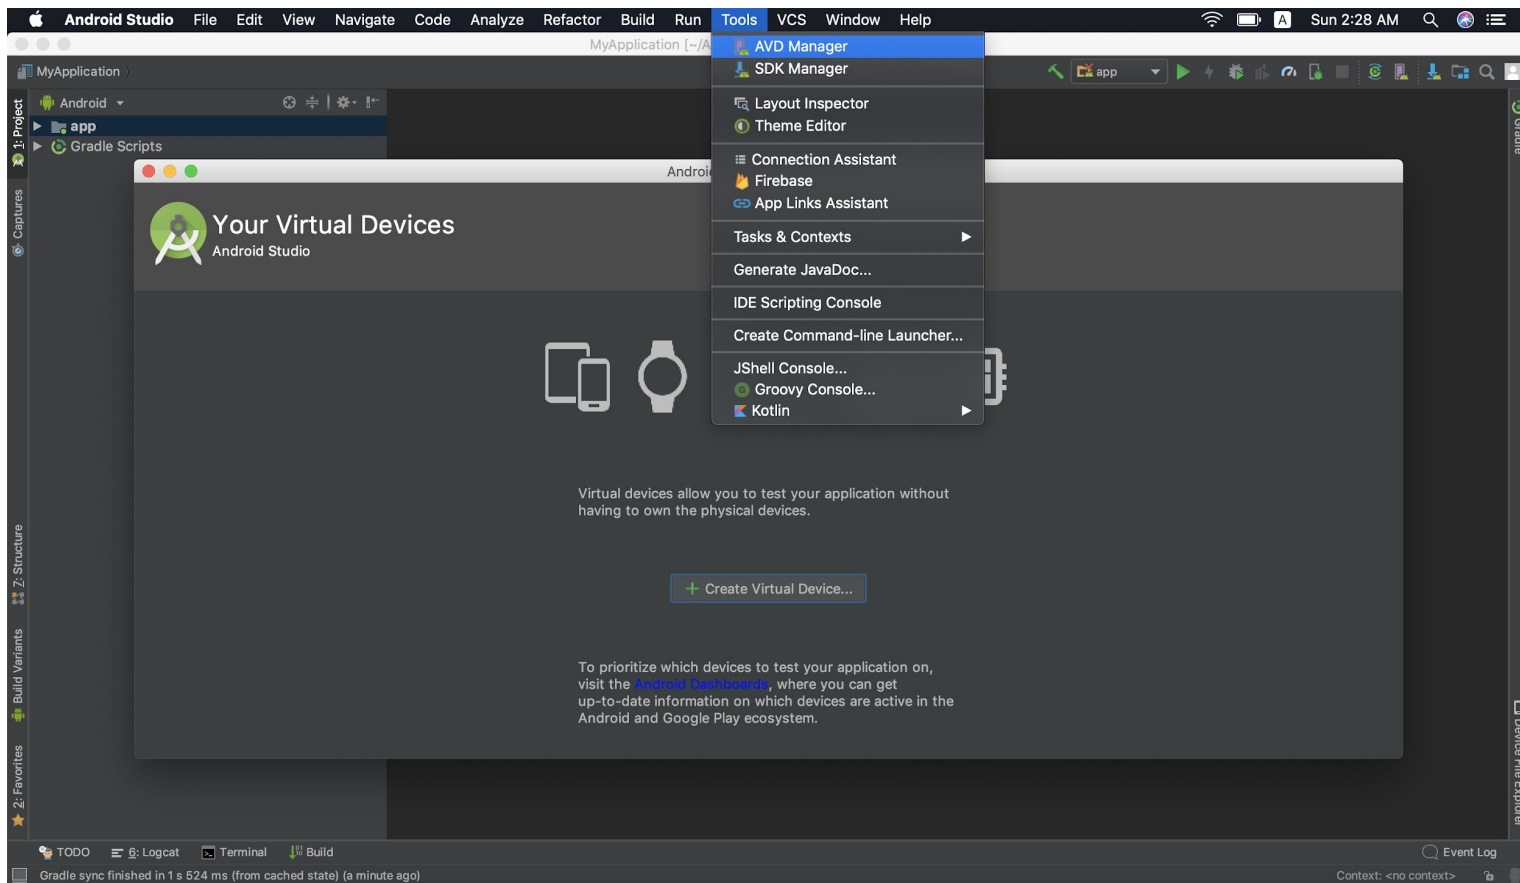 Android Studio File Edit View Navigate Code Analyze Refactor Build Run Tools VCS Window Help A Sun 2:28 AM
MyApplication [~/A
MyApplication
app
Android
1: Project
app
Gradle Scripts
Captures
7: Structure
Build Variants
2: Favorites
AVD Manager
SDK Manager
Layout Inspector
Theme Editor
Connection Assistant
Firebase
App Links Assistant
Tasks & Contexts
Generate JavaDoc...
IDE Scripting Console
Create Command-line Launcher...
JShell Console...
Groovy Console...
Kotlin
Androi
Your Virtual Devices
Android Studio
Virtual devices allow you to test your application without
having to own the physical devices.
Create Virtual Device...
To prioritize which devices to test your application on,
visit the Android Dashboards, where you can get
up-to-date information on which devices are active in the
Android and Google Play ecosystem.
Gradle
Device File Explorer
TODO 6: Logcat Terminal Build Event Log
Gradle sync finished in 1 s 524 ms (from cached state) (a minute ago) Context: <no context>